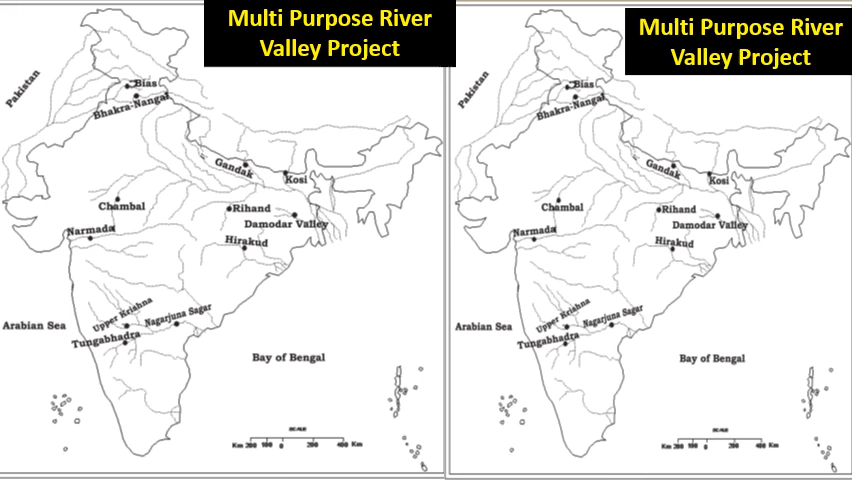 Multi Purpose River
Valley Project
Pakistan
Bias
Bhakra-Nangal
Gandak
Kosi
Chambal
Rihand
Damodar Valley
Narmada
Hirakud
Upper Krishna
Nagarjuna Sagar
Arabian Sea
Tungabhadra
Bay of Bengal
SCALE
Km 200 100 0 200 400 Km
Multi Purpose River
Valley Project
Pakistan
Bias
Bhakra-Nangal
Gandak
Kosi
Chambal
Rihand
Damodar Valley
Narmada
Hirakud
Upper Krishna
Nagarjuna Sagar
Arabian Sea
Tungabhadra
Bay of Bengal
SCALE
Km 200 100 0 200 400 Km